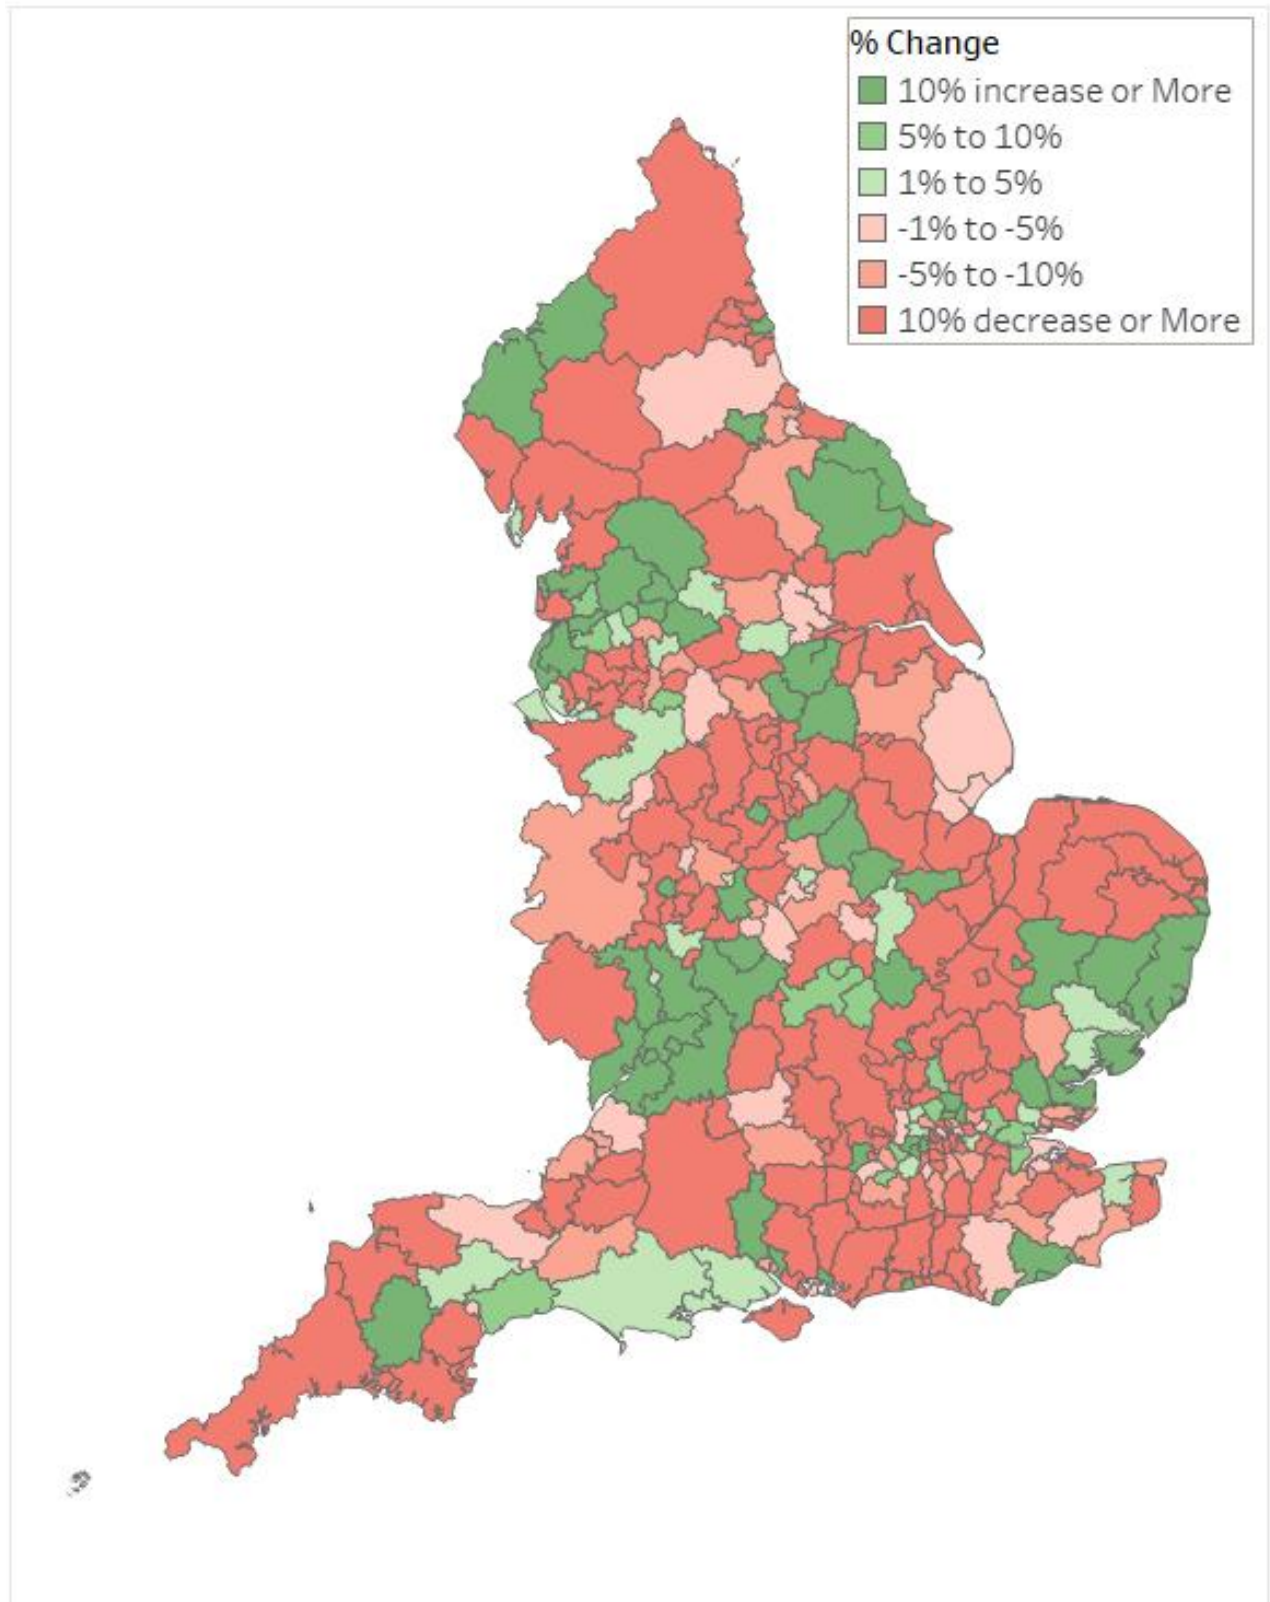 % Change
10% increase or More
5% to 10%
1% to 5%
-1% to -5%
-5% to -10%
10% decrease or More